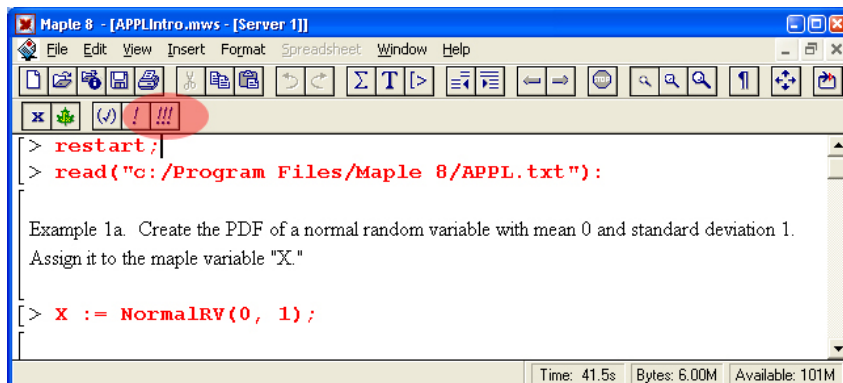 Maple 8 - [APPLIntro.mws - [Server 1]]
File Edit View Insert Format Spreadsheet Window Help
Σ T [> STOP ¶
x (√) ! !!!
[> restart;
[> read("c:/Program Files/Maple 8/APPL.txt"):
Example 1a. Create the PDF of a normal random variable with mean 0 and standard deviation 1.
Assign it to the maple variable "X."
[> X := NormalRV(0, 1);
Time: 41.5s Bytes: 6.00M Available: 101M